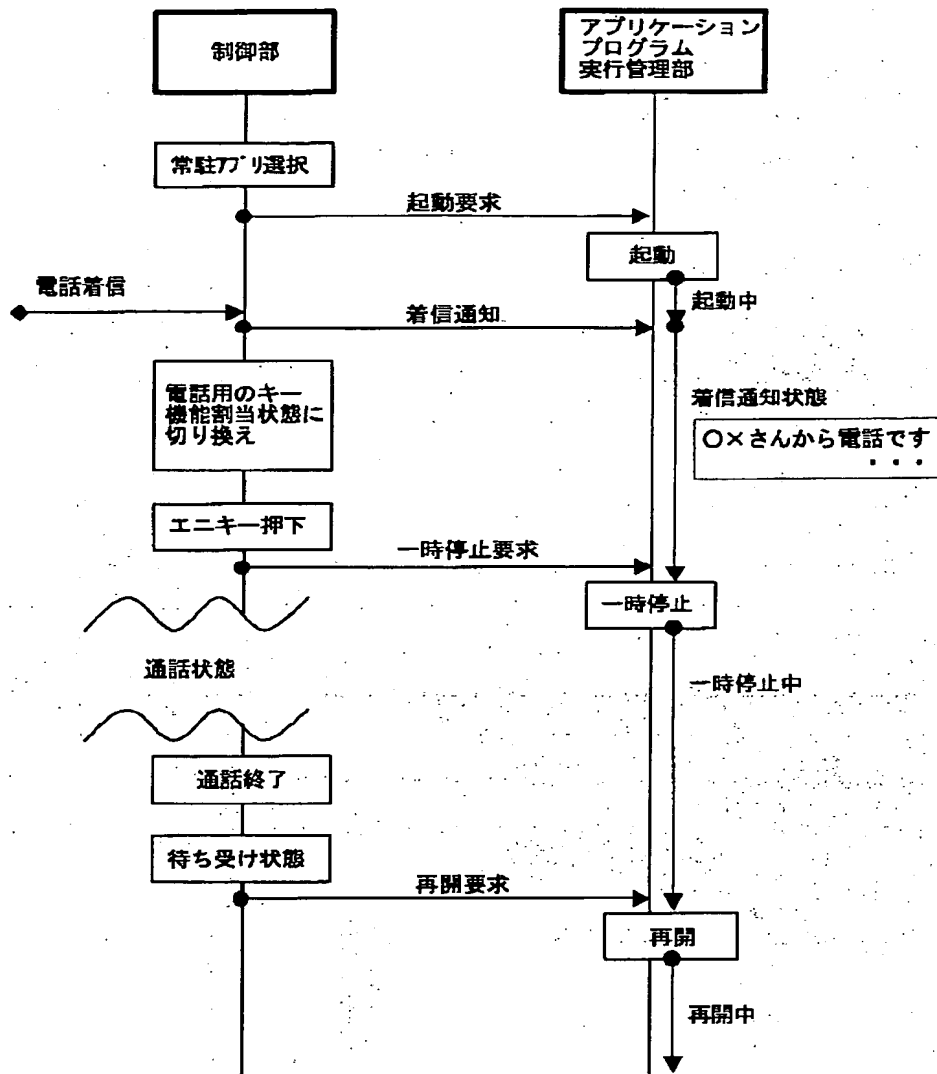 制御部
アプリケーション
プログラム
実行管理部
常駐ｱﾌﾟﾘ選択
起動要求
起動
電話着信
起動中
着信通知
電話用のキー
機能割当状態に
切り換え
着信通知状態
○×さんから電話です
・・・
エニキー押下
一時停止要求
一時停止
通話状態
一時停止中
通話終了
待ち受け状態
再開要求
再開
再開中